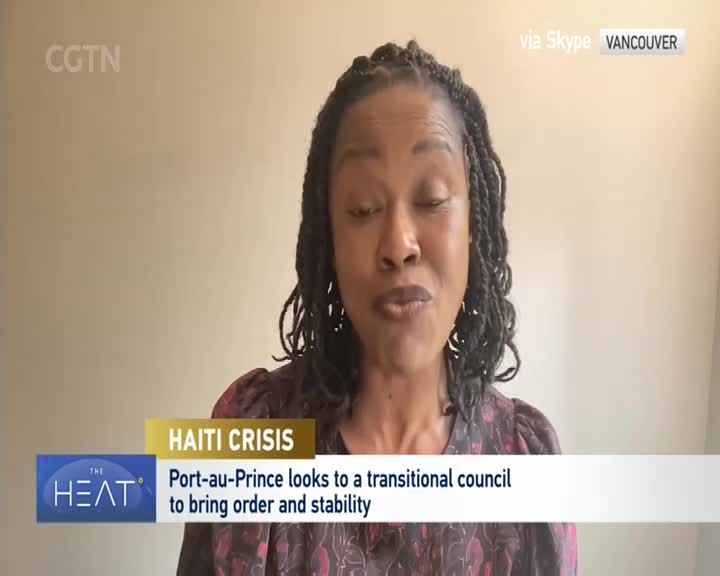 CGTN
via Skype
VANCOUVER
HAITI CRISIS
THE
HEAT
Port-au-Prince looks to a transitional council
to bring order and stability